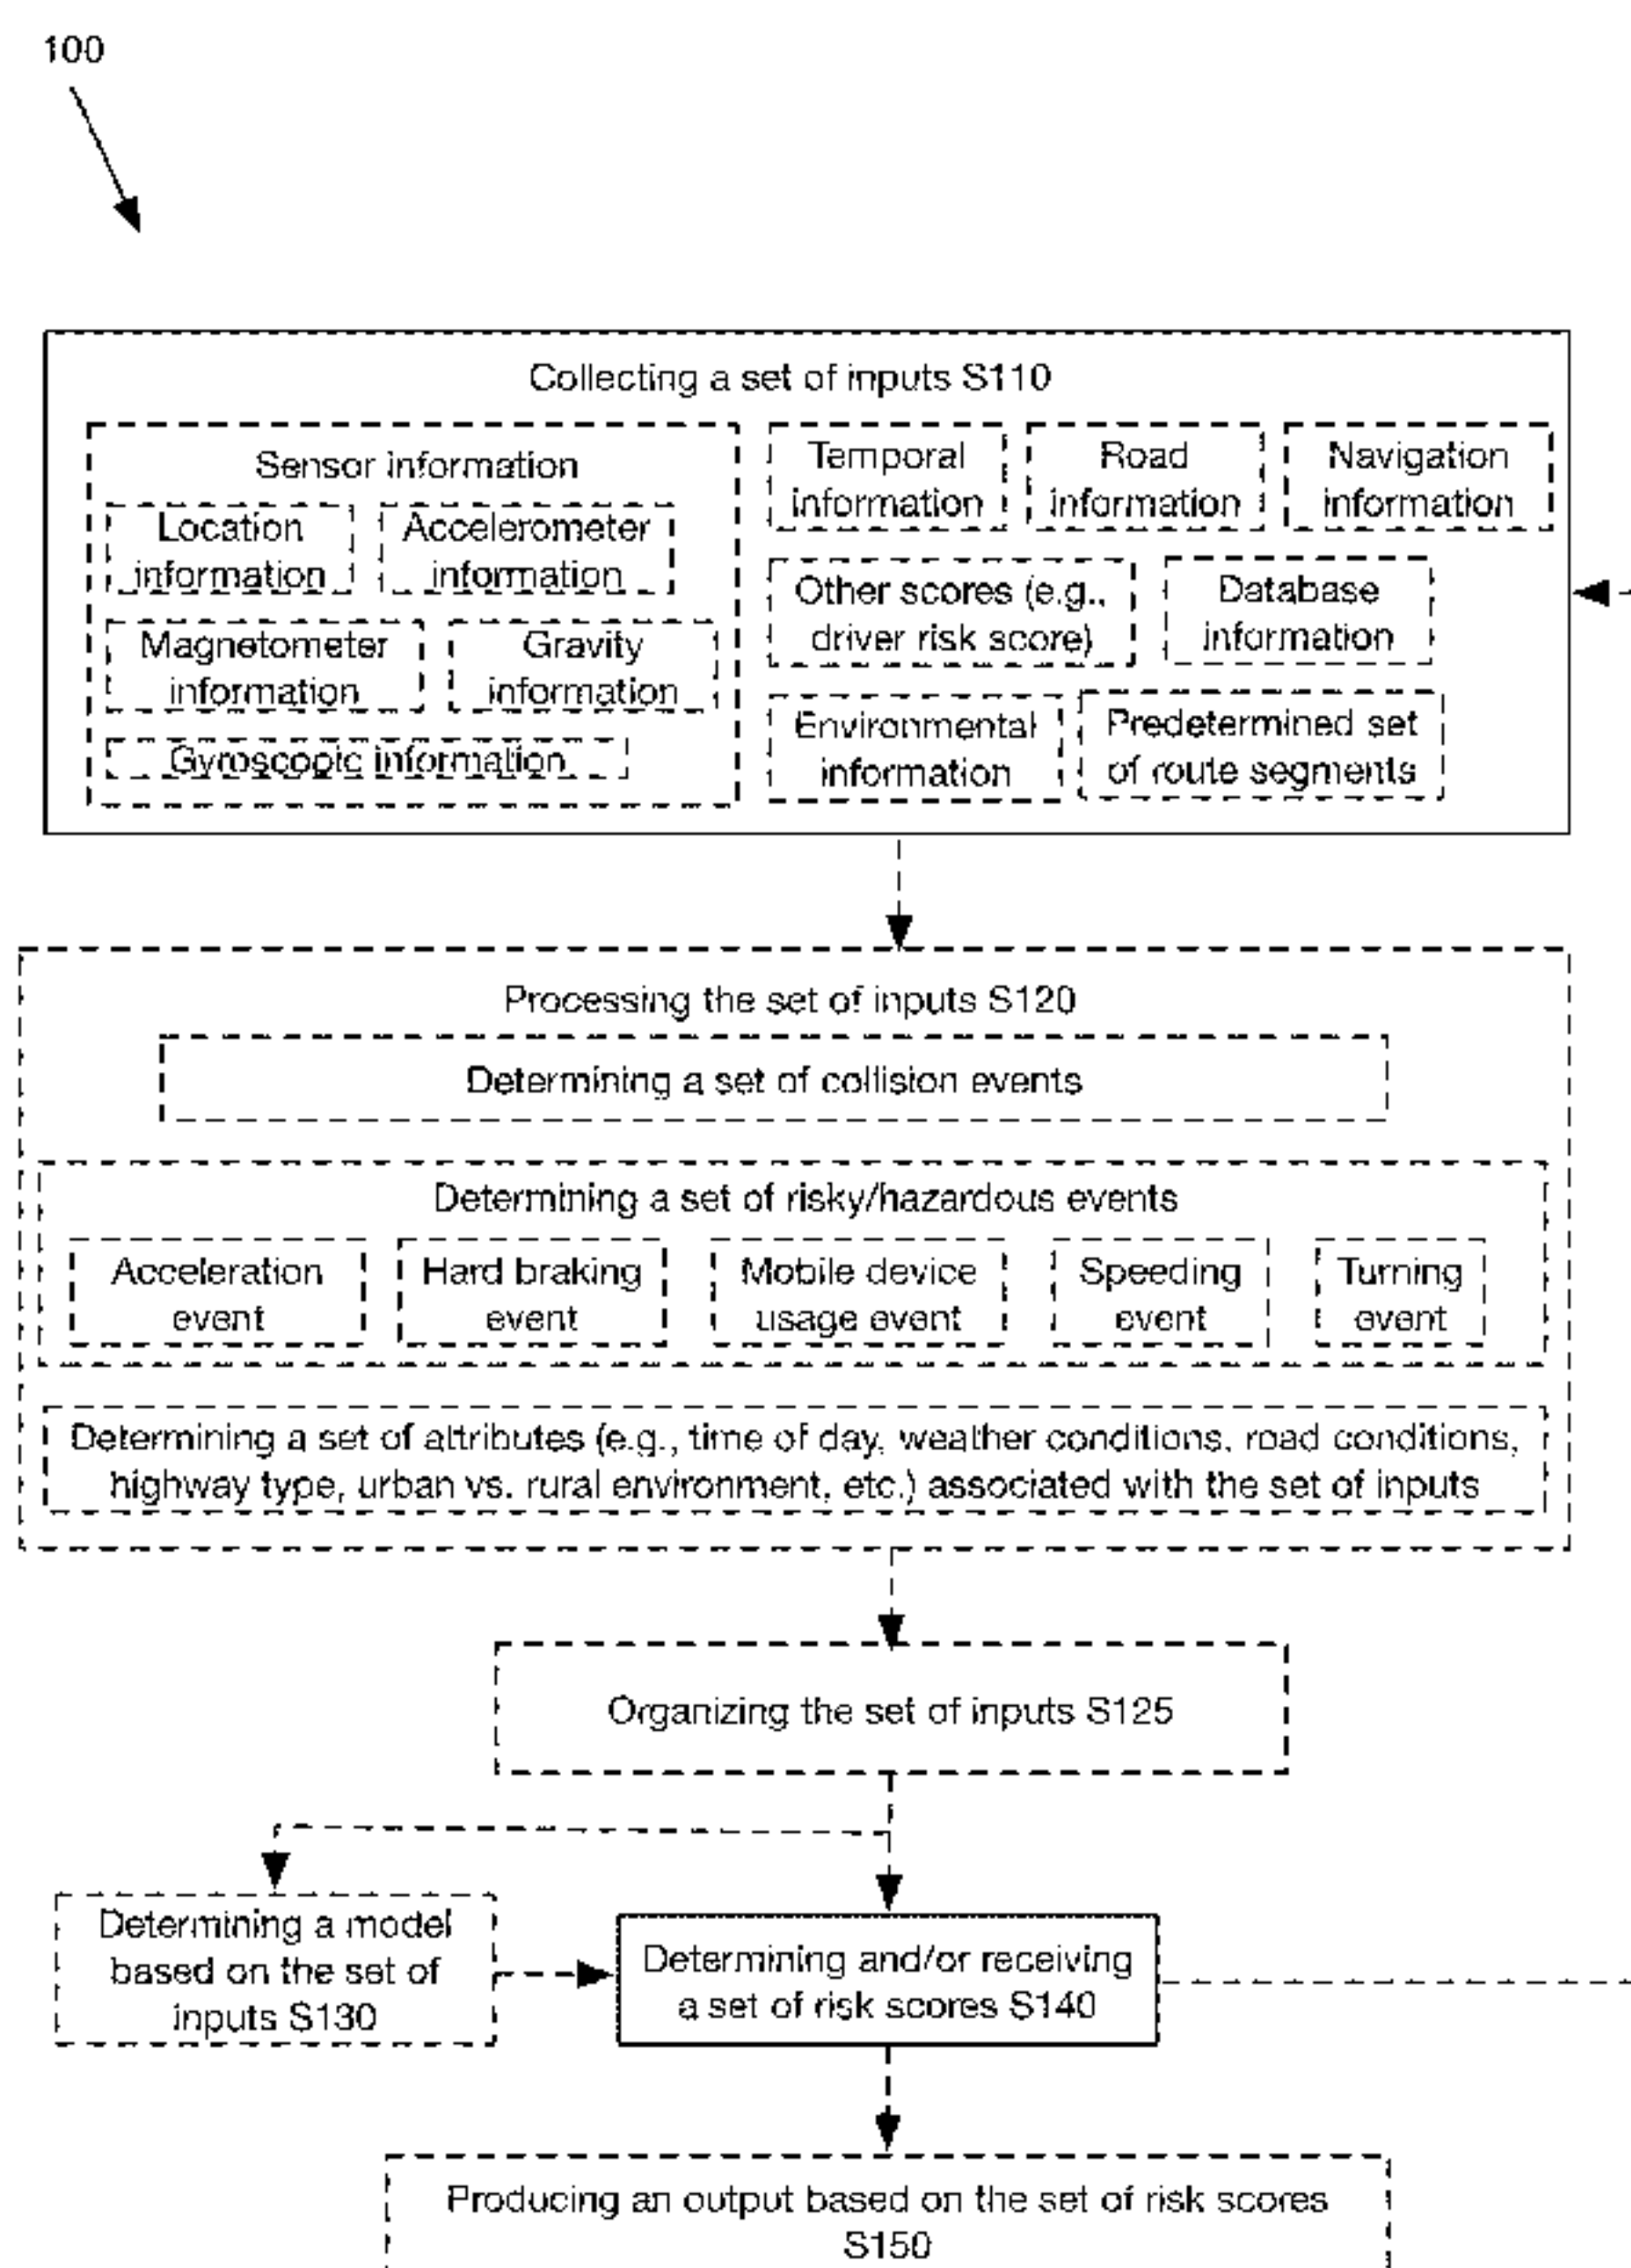 100
Collecting a set of inputs S110
Sensor information
Location
information
Accelerometer
information
Magnetometer
information
Gravity
information
Gyroscopic information
Temporal
information
Road
information
Navigation
information
Other scores (e.g.,
driver risk score)
Database
information
Environmental
information
Predetermined set
of route segments
Processing the set of inputs S120
Determining a set of collision events
Determining a set of risky/hazardous events
Acceleration
event
Hard braking
event
Mobile device
usage event
Speeding
event
Turning
event
Determining a set of attributes (e.g., time of day, weather conditions, road conditions,
highway type, urban vs. rural environment, etc.) associated with the set of inputs
Organizing the set of inputs S125
Determining a model
based on the set of
inputs S130
Determining and/or receiving
a set of risk scores S140
Producing an output based on the set of risk scores
S150